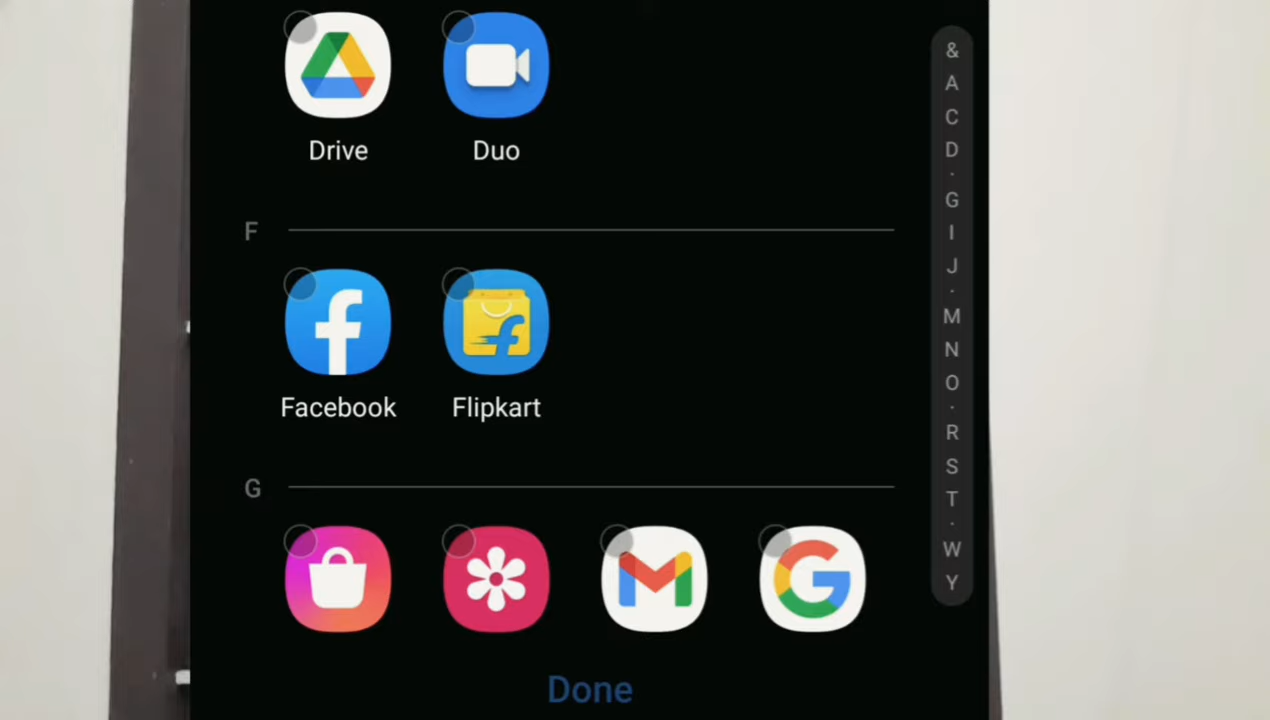 Drive Duo
F
Facebook Flipkart
G
Done
&
A
C
D
.
G
I
J
.
M
N
O
.
R
S
T
.
W
Y